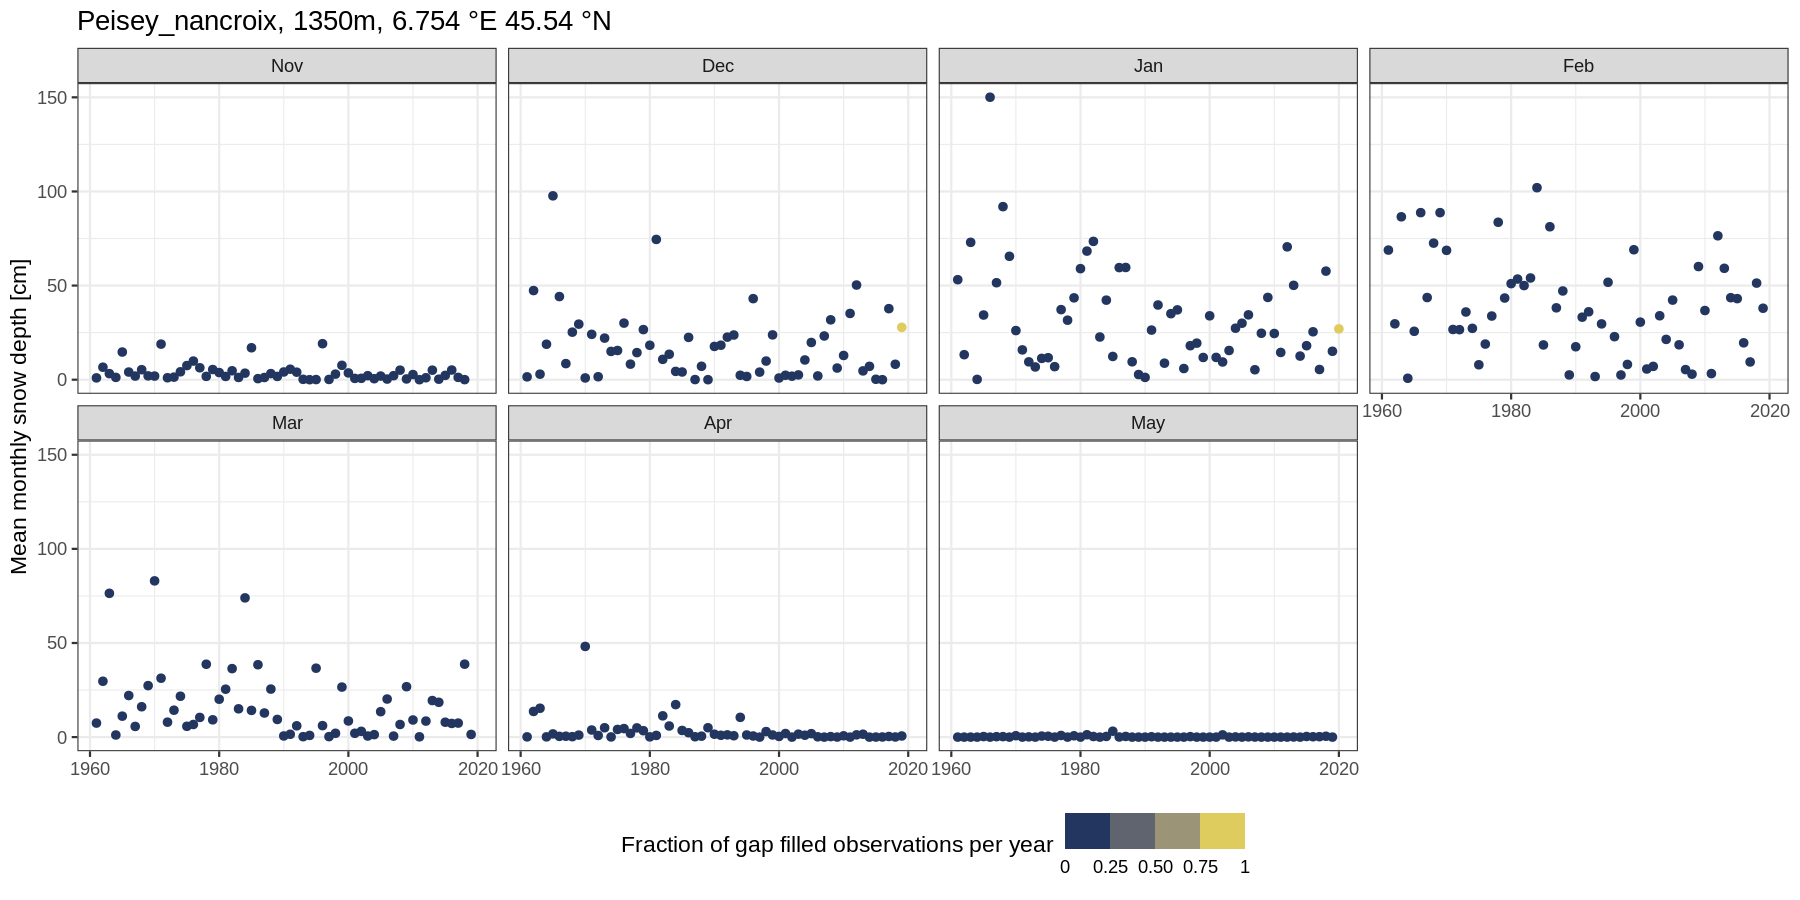 Peisey_nancroix, 1350m, 6.754 °E 45.54 °N
Nov Dec Jan Feb
150
100
50
0
1960 1980 2000 2020
Mar Apr May
150
100
50
0
1960 1980 2000 2020 1960 1980 2000 2020 1960 1980 2000 2020
Mean monthly snow depth [cm]
Fraction of gap filled observations per year
0 0.25 0.50 0.75 1